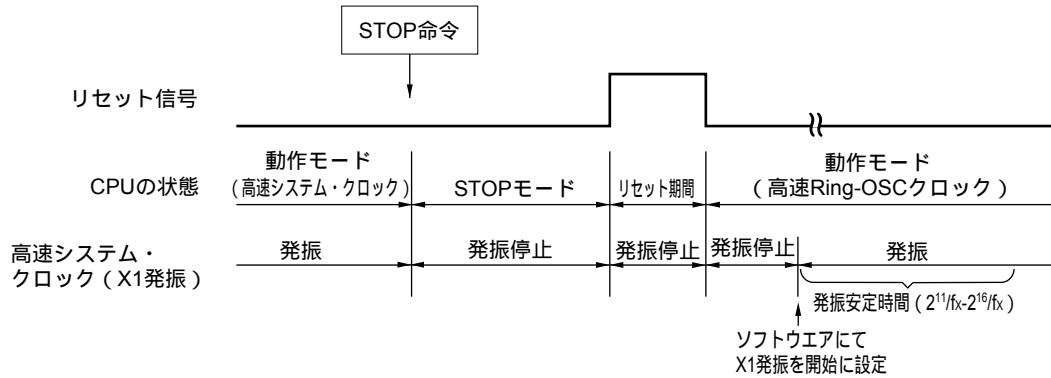 STOP命令
リセット信号
動作モード
CPUの状態
（高速システム・クロック）
STOPモード
リセット期間
動作モード
（高速Ring-OSCクロック）
高速システム・
クロック（X1発振）
発振
発振停止
発振停止
発振停止
発振
発振安定時間（2¹¹/fx-2¹⁶/fx）
ソフトウエアにて
X1発振を開始に設定